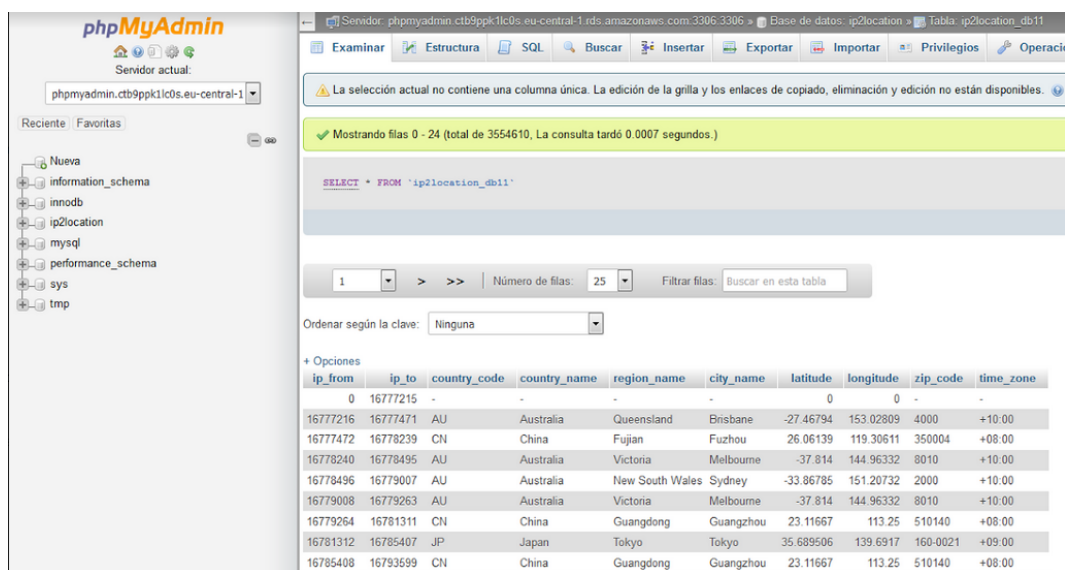 phpMyAdmin
Servidor actual:
phpmyadmin.ctb9ppk1lc0s.eu-central-1
Reciente Favoritas
Nueva
information_schema
innodb
ip2location
mysql
performance_schema
sys
tmp
Servidor: phpmyadmin.ctb9ppk1lc0s.eu-central-1.rds.amazonaws.com:3306:3306 » Base de datos: ip2location » Tabla: ip2location_db11
Examinar Estructura SQL Buscar Insertar Exportar Importar Privilegios Operacio
La selección actual no contiene una columna única. La edición de la grilla y los enlaces de copiado, eliminación y edición no están disponibles.
Mostrando filas 0 - 24 (total de 3554610, La consulta tardó 0.0007 segundos.)
SELECT * FROM `ip2location_db11`
1 > >> Número de filas: 25 Filtrar filas: Buscar en esta tabla
Ordenar según la clave: Ninguna
+ Opciones
ip_from ip_to country_code country_name region_name city_name latitude longitude zip_code time_zone
0 16777215 - - - - 0 0 - -
16777216 16777471 AU Australia Queensland Brisbane -27.46794 153.02809 4000 +10:00
16777472 16778239 CN China Fujian Fuzhou 26.06139 119.30611 350004 +08:00
16778240 16778495 AU Australia Victoria Melbourne -37.814 144.96332 8010 +10:00
16778496 16779007 AU Australia New South Wales Sydney -33.86785 151.20732 2000 +10:00
16779008 16779263 AU Australia Victoria Melbourne -37.814 144.96332 8010 +10:00
16779264 16781311 CN China Guangdong Guangzhou 23.11667 113.25 510140 +08:00
16781312 16785407 JP Japan Tokyo Tokyo 35.689506 139.6917 160-0021 +09:00
16785408 16793599 CN China Guangdong Guangzhou 23.11667 113.25 510140 +08:00